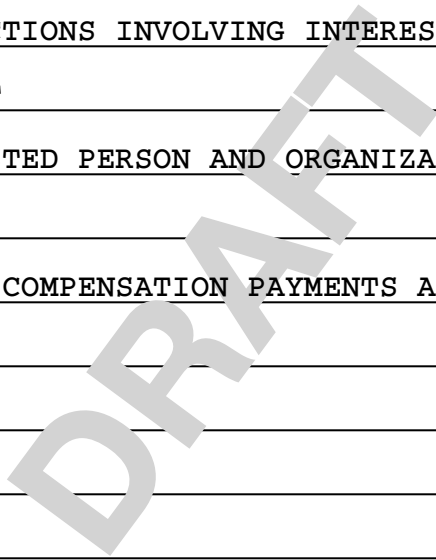 TIONS INVOLVING INTERES
TED PERSON AND ORGANIZA
COMPENSATION PAYMENTS A
DRAFT